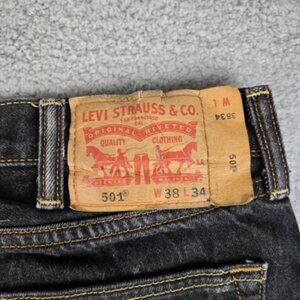 LEVI STRAUSS & CO.
SAN FRANCISCO
CAL
ORIGINAL RIVETED
QUALITY CLOTHING
501® W 38 L 34
W L
3834
501®